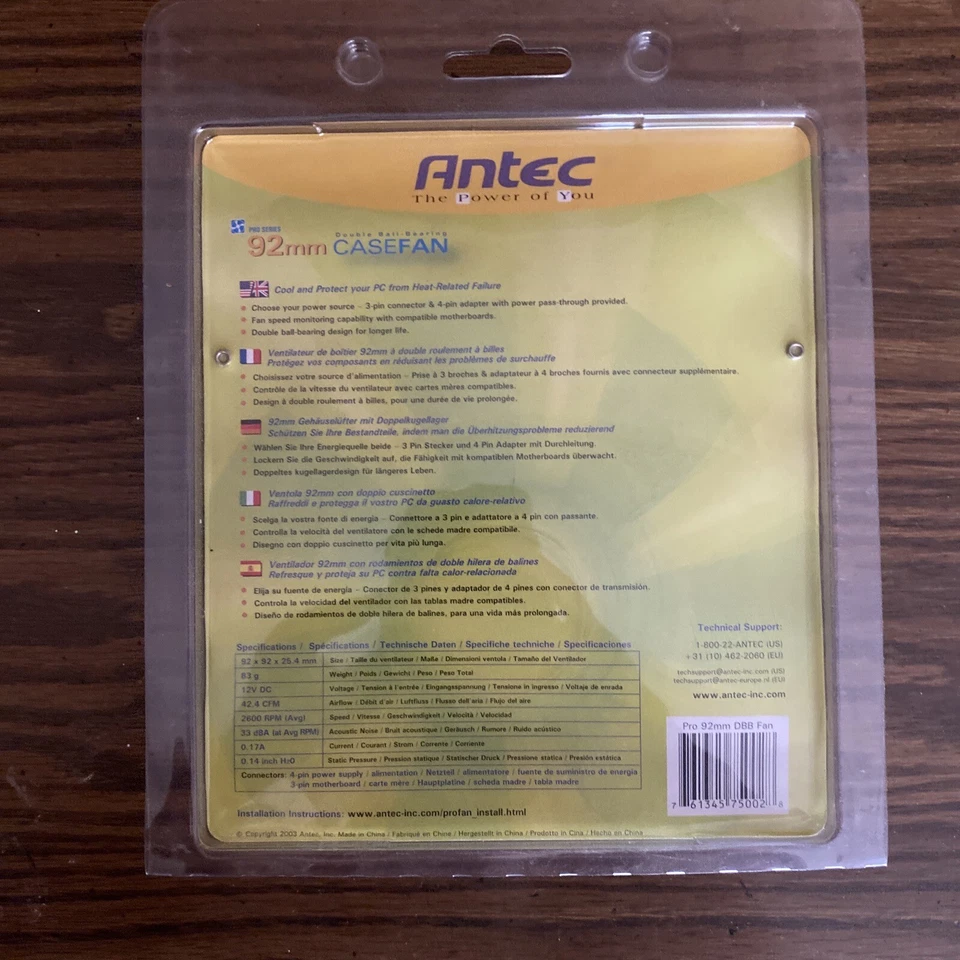 Antec
The Power of You
PRO SERIES
Double Ball-Bearing
92mm CASEFAN
Cool and Protect your PC from Heat-Related Failure
Choose your power source – 3-pin connector & 4-pin adapter with power pass-through provided.
Fan speed monitoring capability with compatible motherboards.
Double ball-bearing design for longer life.
Ventilateur de boîtier 92mm à double roulement à billes
Protégez vos composants en réduisant les problèmes de surchauffe
Choisissez votre source d'alimentation – Prise à 3 broches & adaptateur à 4 broches fournis avec connecteur supplémentaire.
Contrôle de la vitesse du ventilateur avec cartes mères compatibles.
Design à double roulement à billes, pour une durée de vie prolongée.
92mm Gehäuselüfter mit Doppelkugellager
Schützen Sie Ihre Bestandteile, indem man die Überhitzungsprobleme reduzierend
Wählen Sie Ihre Energiequelle beide – 3 Pin Stecker und 4 Pin Adapter mit Durchleitung.
Lockern Sie die Geschwindigkeit auf, die Fähigkeit mit kompatiblen Motherboards überwacht.
Doppeltes kugellagerdesign für längeres Leben.
Ventola 92mm con doppio cuscinetto
Raffreddi e protegga il vostro PC da guasto calore-relativo
Scelga la vostra fonte di energia – Connettore a 3 pin e adattatore a 4 pin con passante.
Controlla la velocità del ventilatore con le schede madre compatibile.
Disegno con doppio cuscinetto per vita più lunga.
Ventilador 92mm con rodamientos de doble hilera de balines
Refresque y proteja su PC contra falta calor-relacionada
Elija su fuente de energía – Conector de 3 pines y adaptador de 4 pines con conector de transmisión.
Controla la velocidad del ventilador con las tablas madre compatibles.
Diseño de rodamientos de dobla hilera de balines, para una vida más prolongada.
Technical Support:
1-800-22-ANTEC (US)
+31 (10) 462-2060 (EU)
techsupport@antec-inc.com (US)
techsupport@antec-europe.nl (EU)
www.antec-inc.com
Specifications / Spécifications / Technische Daten / Specifiche techniche / Specificaciones
92 x 92 x 25.4 mm Size / Taille du ventilateur / Maße / Dimensioni ventola / Tamaño del Ventilador
83 g Weight / Poids / Gewicht / Peso / Peso Total
12V DC Voltage / Tension à l'entrée / Eingangsspannung / Tensione in ingresso / Voltaje de enrada
42.4 CFM Airflow / Débit d'air / Luftfluss / Flusso dell'aria / Flujo del aire
2600 RPM (Avg) Speed / Vitesse / Geschwindigkeit / Velocità / Velocidad
33 dBA (at Avg RPM) Acoustic Noise / Bruit acoustique / Geräusch / Rumore / Ruido acústico
0.17A Current / Courant / Strom / Corrente / Corriente
0.14 inch H20 Static Pressure / Pression statique / Statischer Druck / Pressione statica / Presión estática
Connectors: 4-pin power supply / alimentation / Netzteil / alimentatore / fuente de suministro de energía
3-pin motherboard / carte mère / Hauptplatine / scheda madre / tabla madre
Pro 92mm DBB Fan
7 61345 75002 8
Installation Instructions: www.antec-inc.com/profan_install.html
© Copyright 2003 Antec, Inc. Made in China / Fabriqué en Chine / Hergestellt in China / Prodotto in Cina / Hecho en China